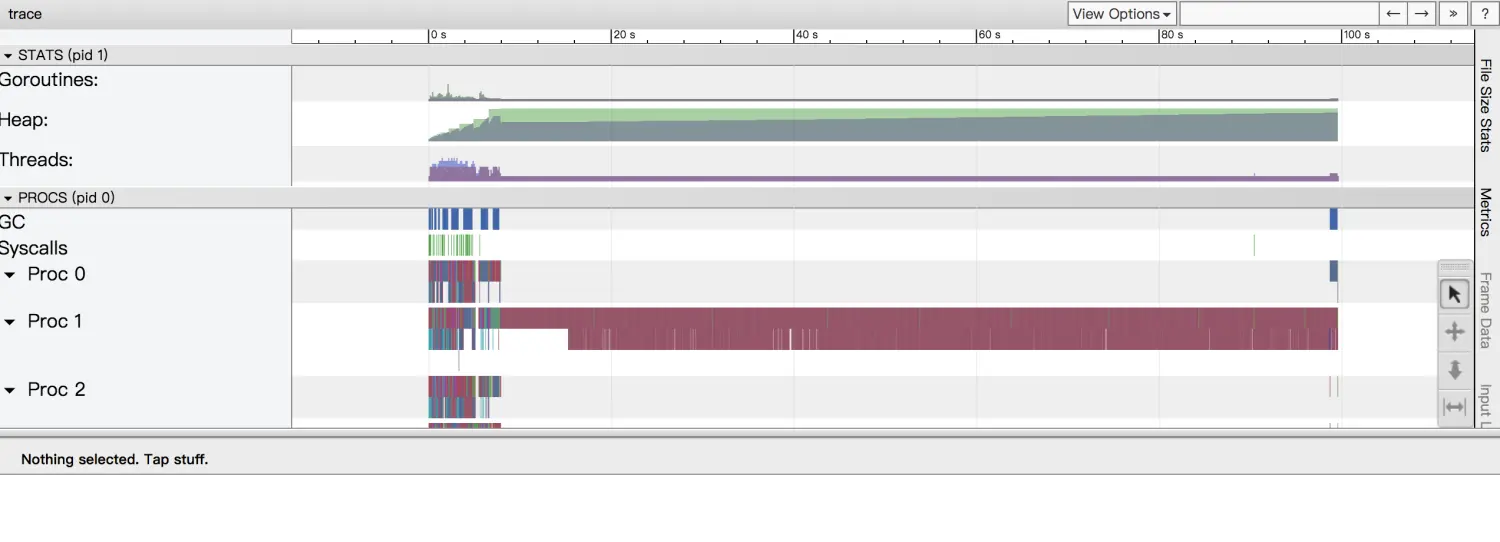 trace
View Options
← → » ?
0 s 20 s 40 s 60 s 80 s 100 s
STATS (pid 1)
Goroutines:
Heap:
Threads:
PROCS (pid 0)
GC
Syscalls
Proc 0
Proc 1
Proc 2
File Size Stats
Metrics
Frame Data
Input L
Nothing selected. Tap stuff.